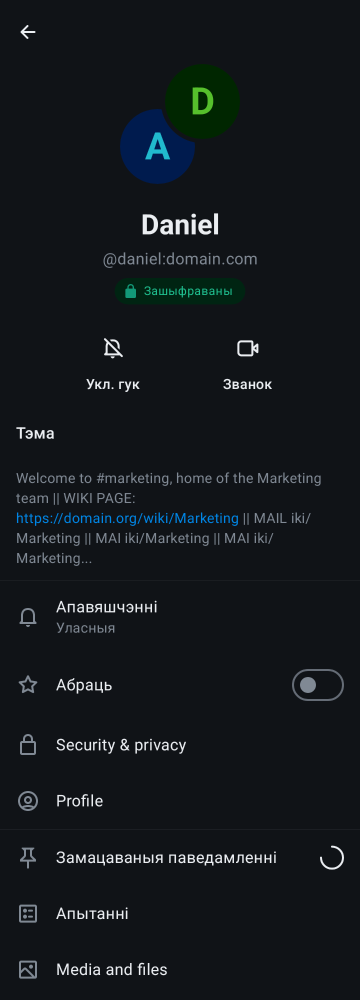 D
A
Daniel
@daniel:domain.com
Зашыфраваны
Укл. гук
Званок
Тэма
Welcome to #marketing, home of the Marketing
team || WIKI PAGE:
https://domain.org/wiki/Marketing || MAIL iki/
Marketing || MAI iki/Marketing || MAI iki/
Marketing...
Апавяшчэнні
Уласныя
Абраць
Security & privacy
Profile
Замацаваныя паведамленні
Апытанні
Media and files